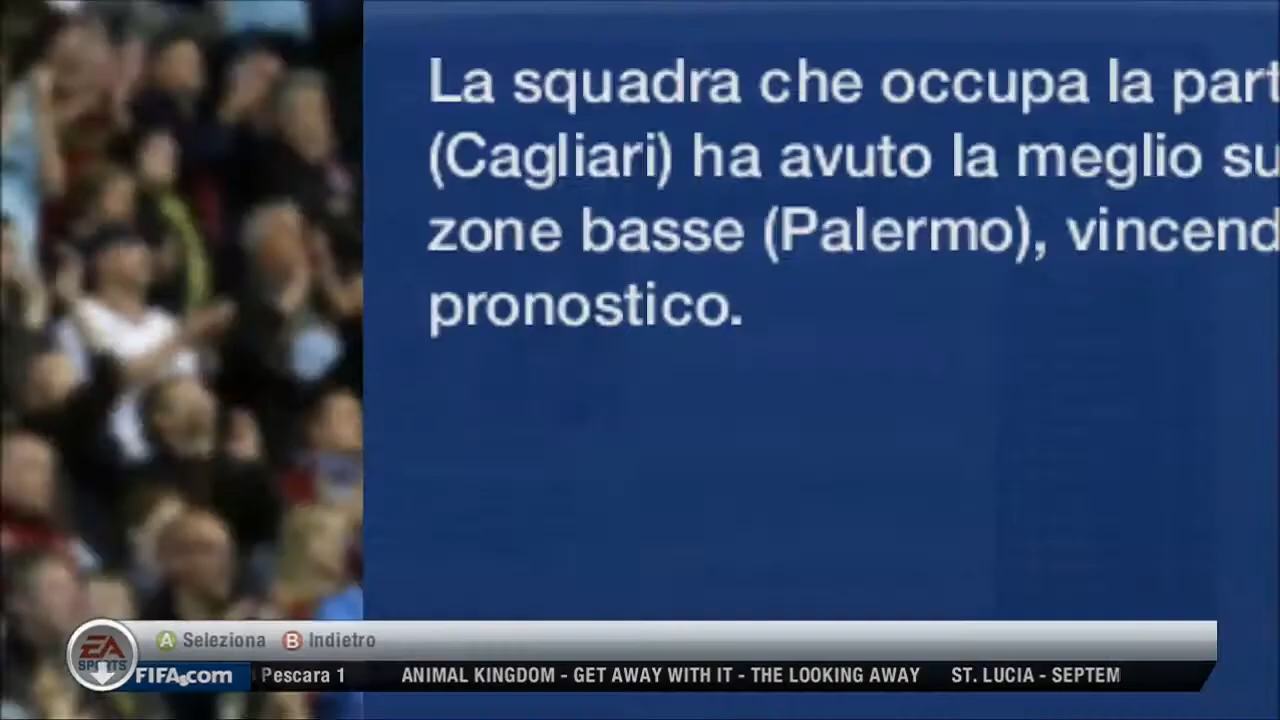 La squadra che occupa la part
(Cagliari) ha avuto la meglio su
zone basse (Palermo), vincend
pronostico.
A Seleziona B Indietro
EA SPORTS
FIFA.com Pescara 1 ANIMAL KINGDOM - GET AWAY WITH IT - THE LOOKING AWAY ST. LUCIA - SEPTEM